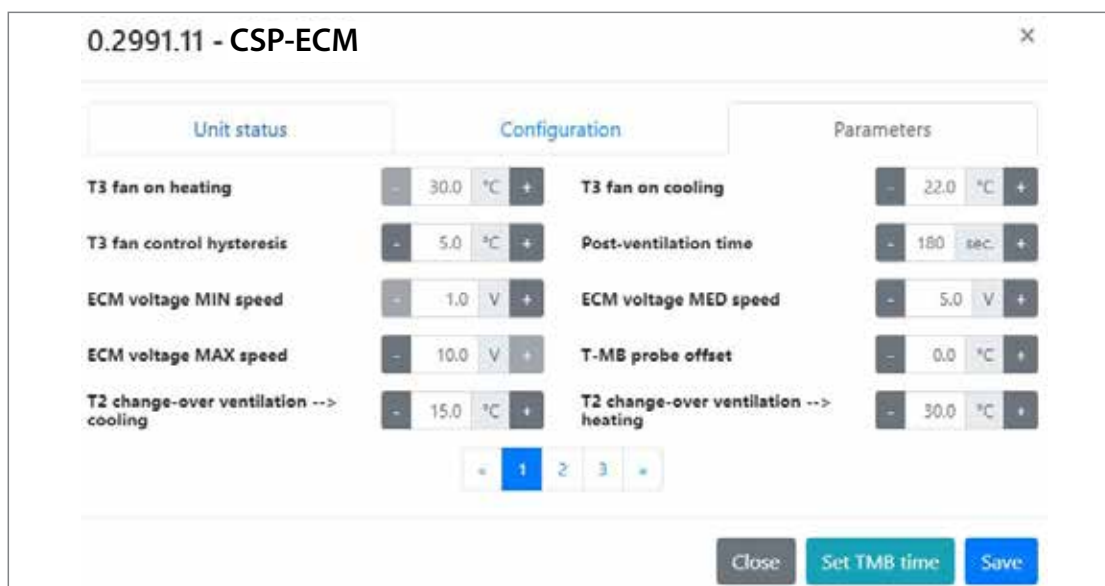 0.2991.11 - CSP-ECM ×
Unit status Configuration Parameters
T3 fan on heating - 30.0 °C + T3 fan on cooling - 22.0 °C +
T3 fan control hysteresis - 5.0 °C + Post-ventilation time - 180 sec. +
ECM voltage MIN speed - 1.0 V + ECM voltage MED speed - 5.0 V +
ECM voltage MAX speed - 10.0 V + T-MB probe offset - 0.0 °C +
T2 change-over ventilation --> - 15.0 °C + T2 change-over ventilation --> - 30.0 °C +
cooling heating
« 1 2 3 »
Close Set TMB time Save